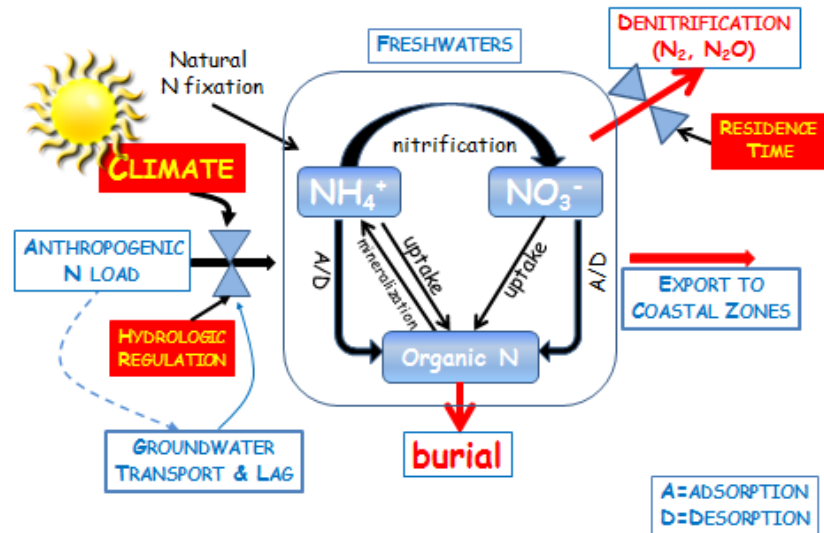 FRESHWATERS
DENITRIFICATION
(N₂, N₂O)
Natural
N fixation
RESIDENCE
TIME
nitrification
CLIMATE
NH₄⁺
NO₃⁻
ANTHROPOGENIC
N LOAD
A/D
mineralization
uptake
uptake
A/D
EXPORT TO
COASTAL ZONES
HYDROLOGIC
REGULATION
Organic N
GROUNDWATER
TRANSPORT & LAG
burial
A=ADSORPTION
D=DESORPTION